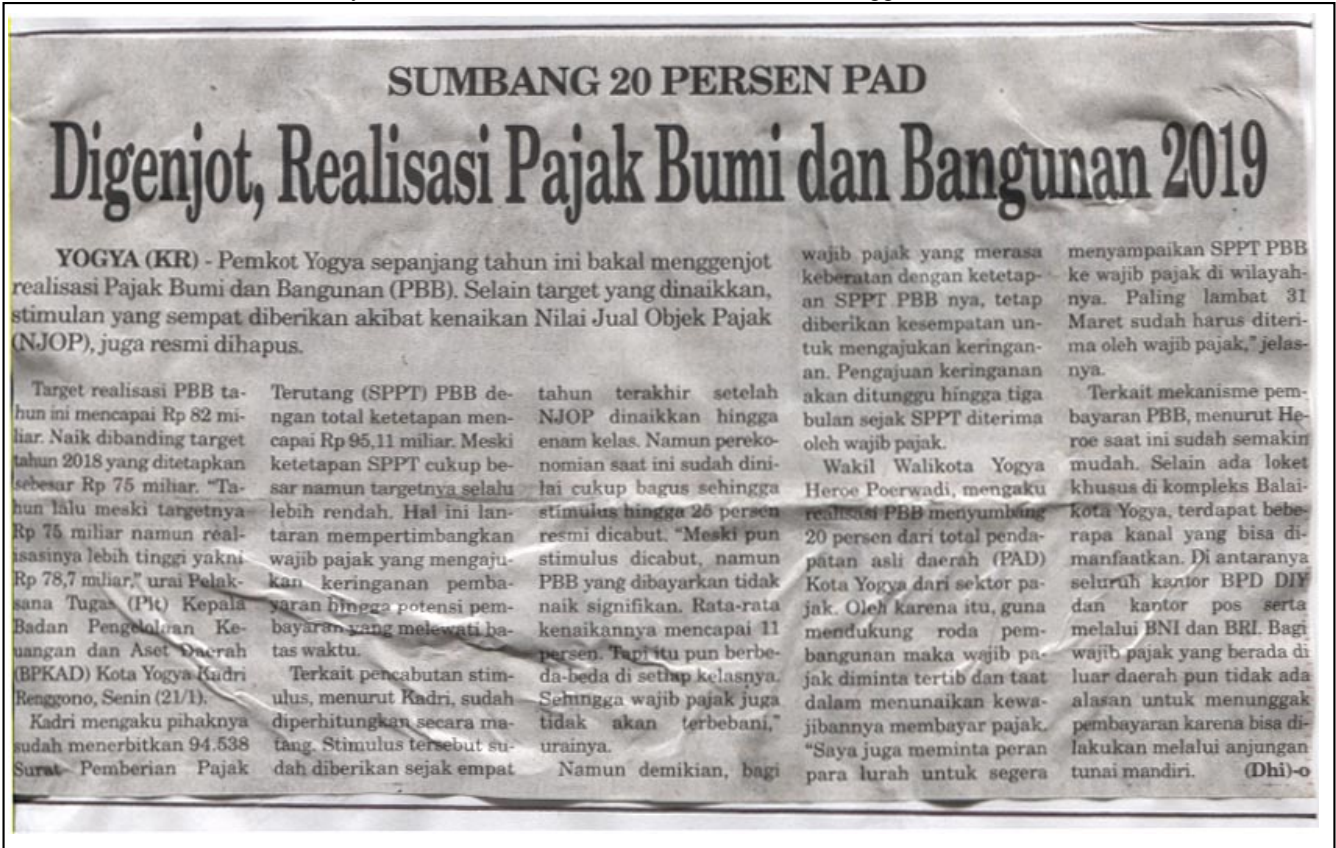 SUMBANG 20 PERSEN PAD
Digenjot, Realisasi Pajak Bumi dan Bangunan 2019
YOGYA (KR) - Pemkot Yogya sepanjang tahun ini bakal menggenjot
realisasi Pajak Bumi dan Bangunan (PBB). Selain target yang dinaikkan,
stimulan yang sempat diberikan akibat kenaikan Nilai Jual Objek Pajak
(NJOP), juga resmi dihapus.
Target realisasi PBB ta-
hun ini mencapai Rp 82 mi-
liar. Naik dibanding target
tahun 2018 yang ditetapkan
sebesar Rp 75 miliar. "Ta-
hun lalu meski targetnya
Rp 75 miliar namun real-
isasinya lebih tinggi yakni
Rp 78,7 miliar," urai Pelak-
sana Tugas (Plt) Kepala
Badan Pengelolaan Ke-
uangan dan Aset Daerah
(BPKAD) Kota Yogya Kadri
Renggono, Senin (21/1).
Kadri mengaku pihaknya
sudah menerbitkan 94.538
Surat Pemberian Pajak
Terutang (SPPT) PBB de-
ngan total ketetapan men-
capai Rp 95,11 miliar. Meski
ketetapan SPPT cukup be-
sar namun targetnya selalu
lebih rendah. Hal ini lan-
taran mempertimbangkan
wajib pajak yang mengaju-
kan keringanan pemba-
yaran hingga potensi pem-
bayaran yang melewati ba-
tas waktu.
Terkait pencabutan stim-
ulus, menurut Kadri, sudah
diperhitungkan secara ma-
tang. Stimulus tersebut su-
dah diberikan sejak empat
tahun terakhir setelah
NJOP dinaikkan hingga
enam kelas. Namun pereko-
nomian saat ini sudah dini-
lai cukup bagus sehingga
stimulus hingga 25 persen
resmi dicabut. "Meski pun
stimulus dicabut, namun
PBB yang dibayarkan tidak
naik signifikan. Rata-rata
kenaikannya mencapai 11
persen. Tapi itu pun berbe-
da-beda di setiap kelasnya.
Sehingga wajib pajak juga
tidak akan terbebani,"
urainya.
Namun demikian, bagi
wajib pajak yang merasa
keberatan dengan ketetap-
an SPPT PBB nya, tetap
diberikan kesempatan un-
tuk mengajukan keringan-
an. Pengajuan keringanan
akan ditunggu hingga tiga
bulan sejak SPPT diterima
oleh wajib pajak.
Wakil Walikota Yogya
Heroe Poerwadi, mengaku
realisasi PBB menyumbang
20 persen dari total penda-
patan asli daerah (PAD)
Kota Yogya dari sektor pa-
jak. Oleh karena itu, guna
mendukung roda pem-
bangunan maka wajib pa-
jak diminta tertib dan taat
dalam menunaikan kewa-
jibannya membayar pajak.
"Saya juga meminta peran
para lurah untuk segera
menyampaikan SPPT PBB
ke wajib pajak di wilayah-
nya. Paling lambat 31
Maret sudah harus diteri-
ma oleh wajib pajak," jelas-
nya.
Terkait mekanisme pem-
bayaran PBB, menurut He-
roe saat ini sudah semakin
mudah. Selain ada loket
khusus di kompleks Balai-
kota Yogya, terdapat bebe-
rapa kanal yang bisa di-
manfaatkan. Di antaranya
seluruh kantor BPD DIY
dan kantor pos serta
melalui BNI dan BRI. Bagi
wajib pajak yang berada di
luar daerah pun tidak ada
alasan untuk menunggak
pembayaran karena bisa di-
lakukan melalui anjungan
tunai mandiri. (Dhi)-o